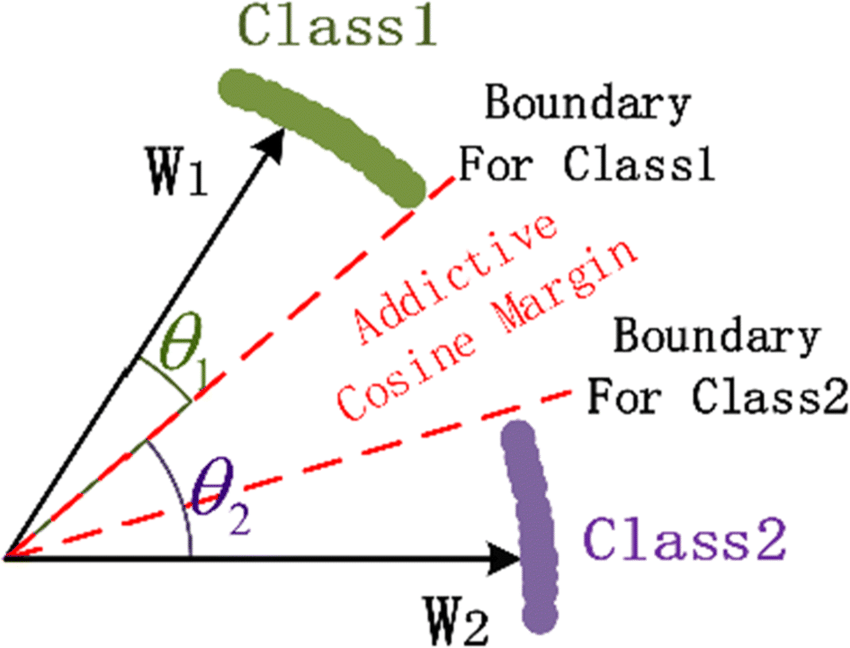 Class1
Boundary
For Class1
W1
Addictive
Cosine Margin
θ1
Boundary
For Class2
θ2
Class2
W2